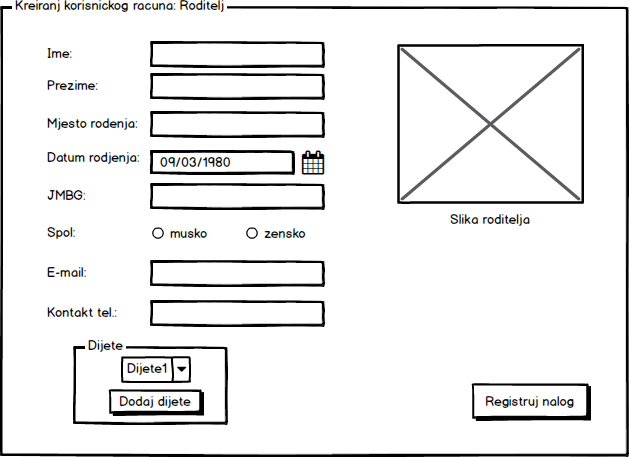 Kreiranj korisnickog racuna: Roditelj
Ime:
Prezime:
Mjesto rodenja:
Datum rodjenja:
09/03/1980
JMBG:
Spol:
musko
zensko
E-mail:
Kontakt tel.:
Slika roditelja
Dijete
Dijete1
Dodaj dijete
Registruj nalog